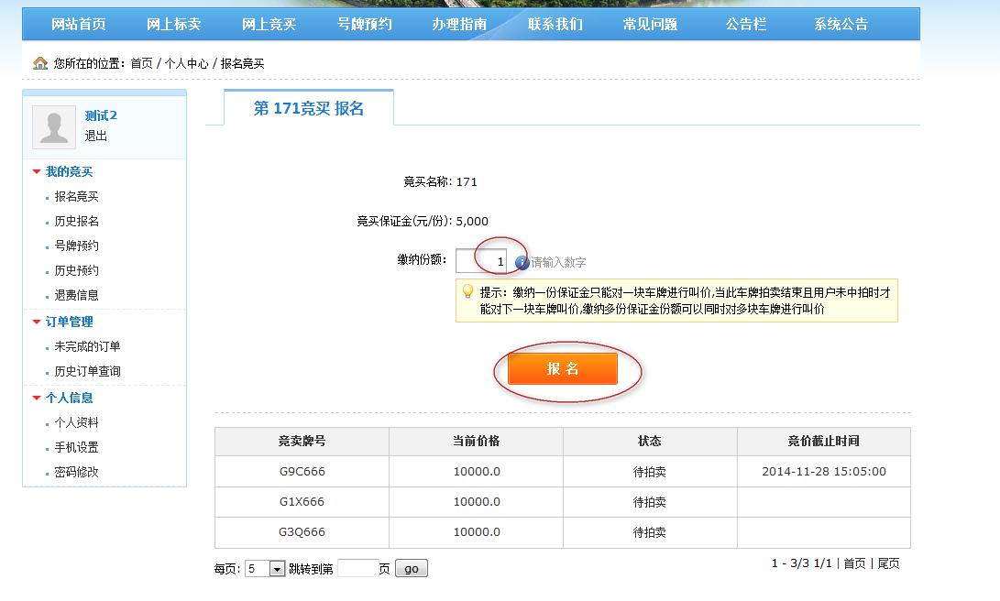 网站首页 网上标卖 网上竞买 号牌预约 办理指南 联系我们 常见问题 公告栏 系统公告
您所在的位置：首页 / 个人中心 / 报名竞买
测试2
退出
我的竞买
报名竞买
历史报名
号牌预约
历史预约
退费信息
订单管理
未完成的订单
历史订单查询
个人信息
个人资料
手机设置
密码修改
第 171竞买 报名
竞买名称: 171
竞买保证金(元/份): 5,000
缴纳份额: 1 请输入数字
提示：缴纳一份保证金只能对一块车牌进行叫价,当此车牌拍卖结束且用户未中拍时才
能对下一块车牌叫价,缴纳多份保证金份额可以同时对多块车牌进行叫价
报 名
竞卖牌号 当前价格 状态 竞价截止时间
G9C666 10000.0 待拍卖 2014-11-28 15:05:00
G1X666 10000.0 待拍卖
G3Q666 10000.0 待拍卖
每页: 5 跳转到第 页 go
1 - 3/3 1/1 | 首页 | 尾页